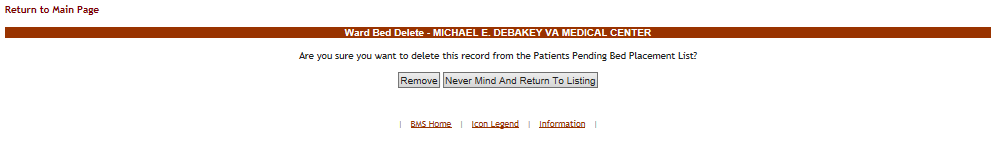 Return to Main Page
Ward Bed Delete - MICHAEL E. DEBAKEY VA MEDICAL CENTER
Are you sure you want to delete this record from the Patients Pending Bed Placement List?
Remove Never Mind And Return To Listing
| BMS Home | Icon Legend | Information |